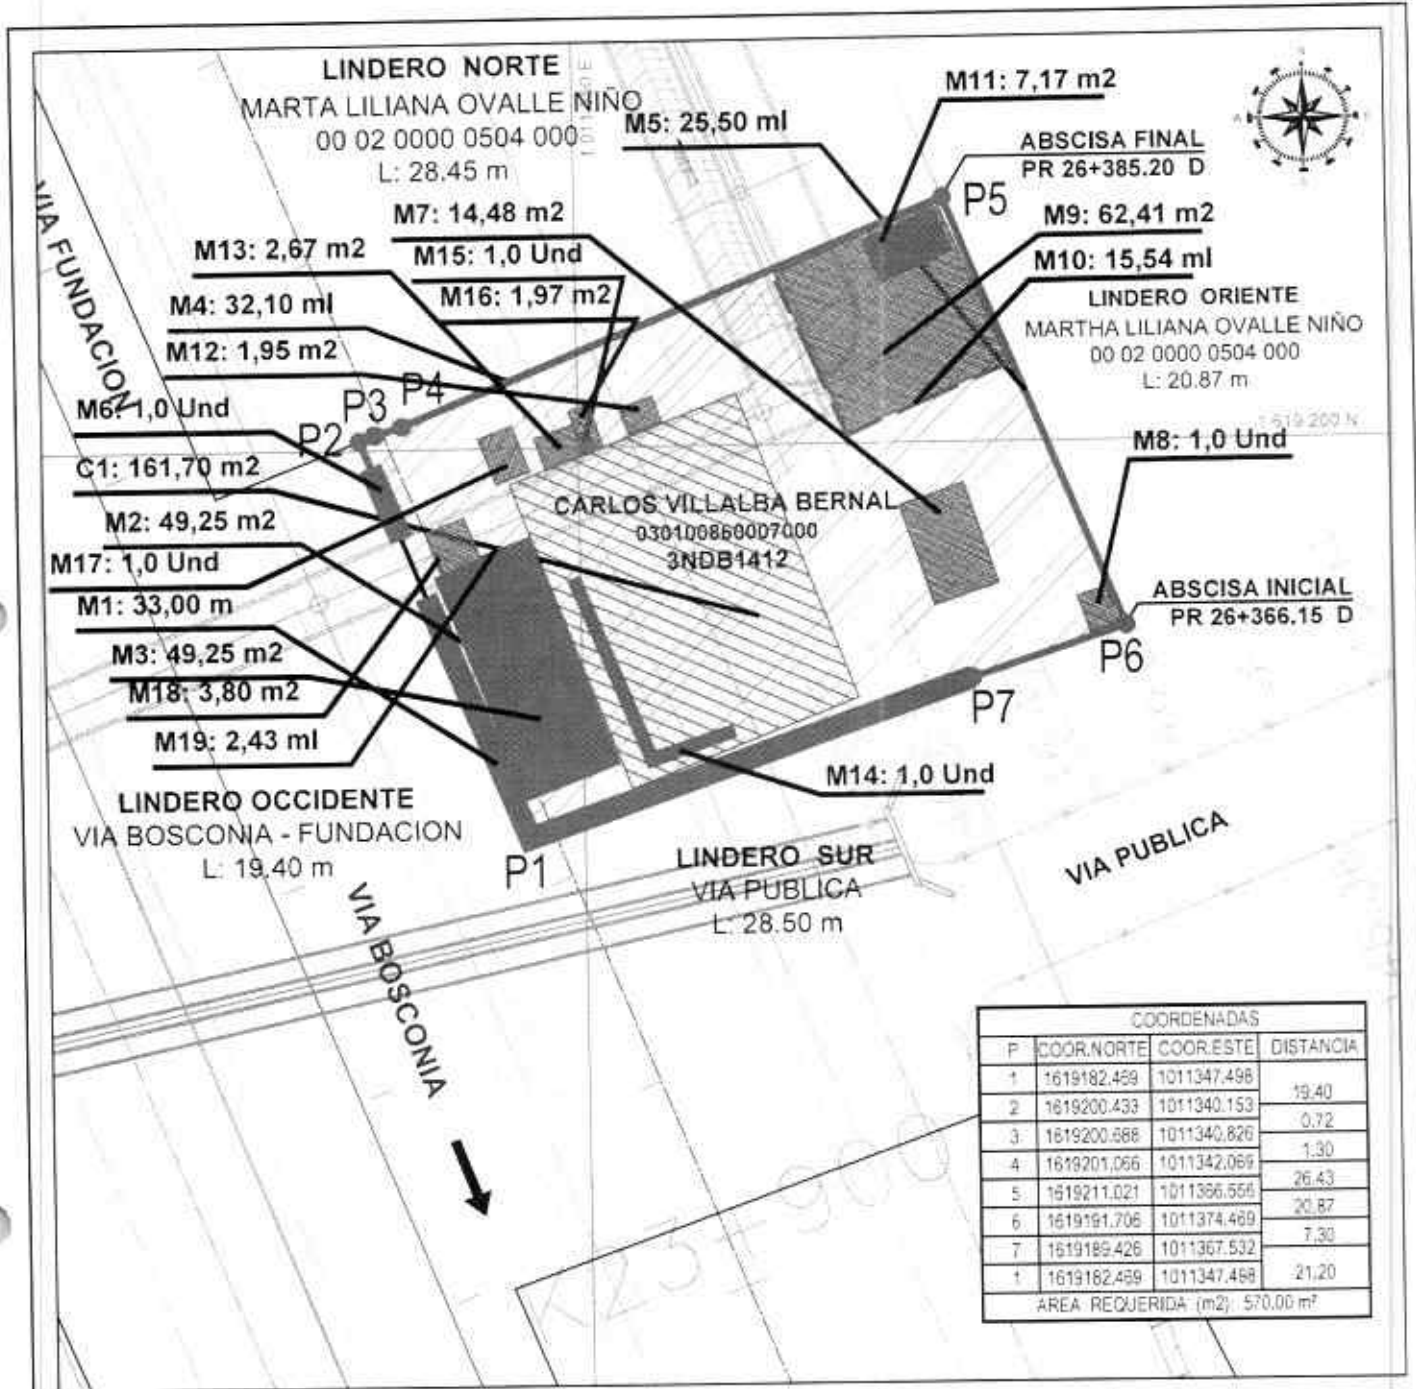 LINDERO NORTE
MARTA LILIANA OVALLE NIÑO
00 02 0000 0504 000
L: 28.45 m
M11: 7,17 m2
M5: 25,50 ml
ABSCISA FINAL
PR 26+385.20 D
P5
M7: 14,48 m2
M9: 62,41 m2
M13: 2,67 m2
M15: 1,0 Und
M10: 15,54 ml
M4: 32,10 ml
M16: 1,97 m2
LINDERO ORIENTE
MARTHA LILIANA OVALLE NIÑO
00 02 0000 0504 000
L: 20.87 m
VIA FUNDACION
M12: 1,95 m2
P4
P3
P2
M6: 1,0 Und
1 619 200 N
M8: 1,0 Und
C1: 161,70 m2
M2: 49,25 m2
CARLOS VILLALBA BERNAL
030100860007000
3NDB1412
M17: 1,0 Und
M1: 33,00 m
ABSCISA INICIAL
PR 26+366.15 D
M3: 49,25 m2
P6
M18: 3,80 m2
P7
M19: 2,43 ml
M14: 1,0 Und
LINDERO OCCIDENTE
VIA BOSCONIA - FUNDACION
L: 19.40 m
P1
LINDERO SUR
VIA PUBLICA
L: 28.50 m
VIA PUBLICA
VIA BOSCONIA
COORDENADAS
P COOR.NORTE COOR.ESTE DISTANCIA
1 1619182.469 1011347.498
19.40
2 1619200.433 1011340.153
0.72
3 1619200.688 1011340.826
1.30
4 1619201.066 1011342.069
26.43
5 1619211.021 1011366.556
20.87
6 1619191.706 1011374.469
7.30
7 1619189.426 1011367.532
21.20
1 1619182.469 1011347.498
AREA REQUERIDA (m2): 570.00 m²